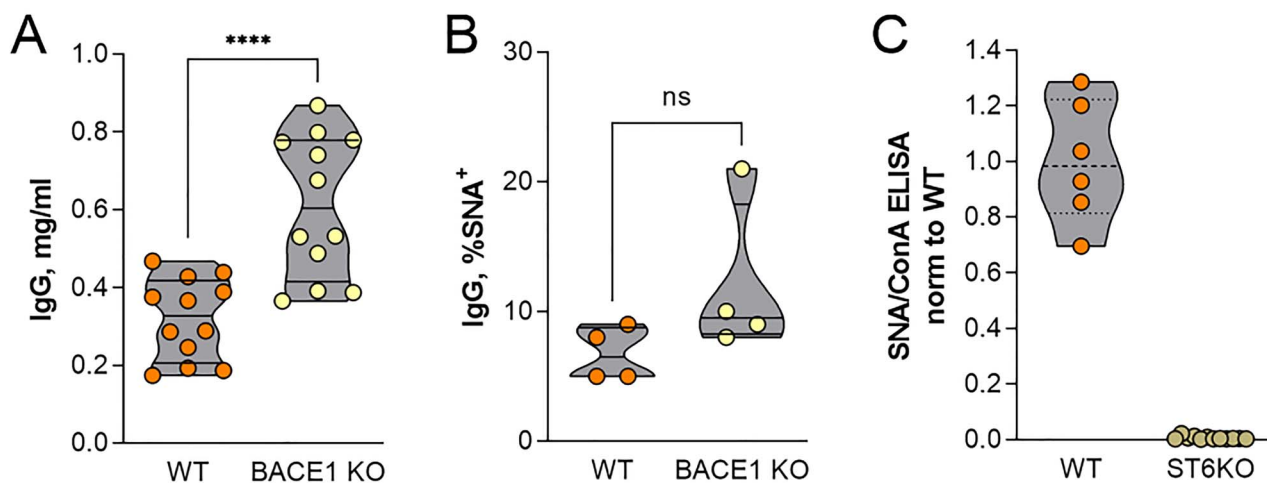 A
****
IgG, mg/ml
1.0
0.8
0.6
0.4
0.2
0.0
WT
BACE1 KO
B
ns
IgG, %SNA⁺
30
20
10
0
WT
BACE1 KO
C
SNA/ConA ELISA
norm to WT
1.4
1.2
1.0
0.8
0.6
0.4
0.2
0.0
WT
ST6KO